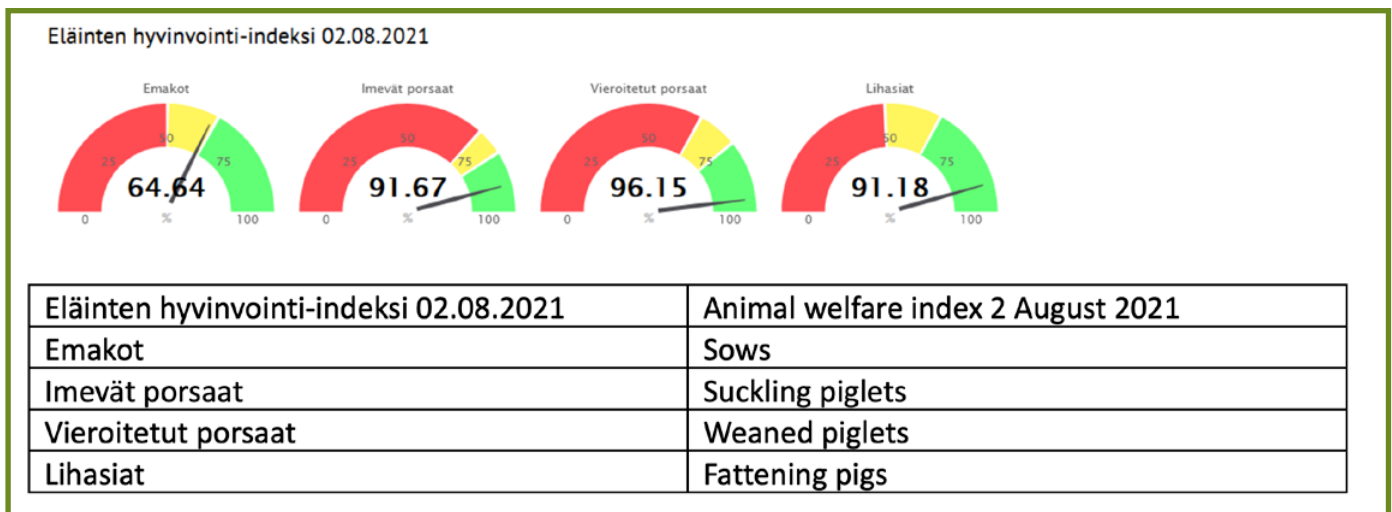 Eläinten hyvinvointi-indeksi 02.08.2021
Emakot Imevät porsaat Vieroitetut porsaat Lihasiat
50 50 50 50
25 75 25 75 25 75 25 75
64.64 91.67 96.15 91.18
0 % 100 0 % 100 0 % 100 0 % 100
Eläinten hyvinvointi-indeksi 02.08.2021 Animal welfare index 2 August 2021
Emakot Sows
Imevät porsaat Suckling piglets
Vieroitetut porsaat Weaned piglets
Lihasiat Fattening pigs